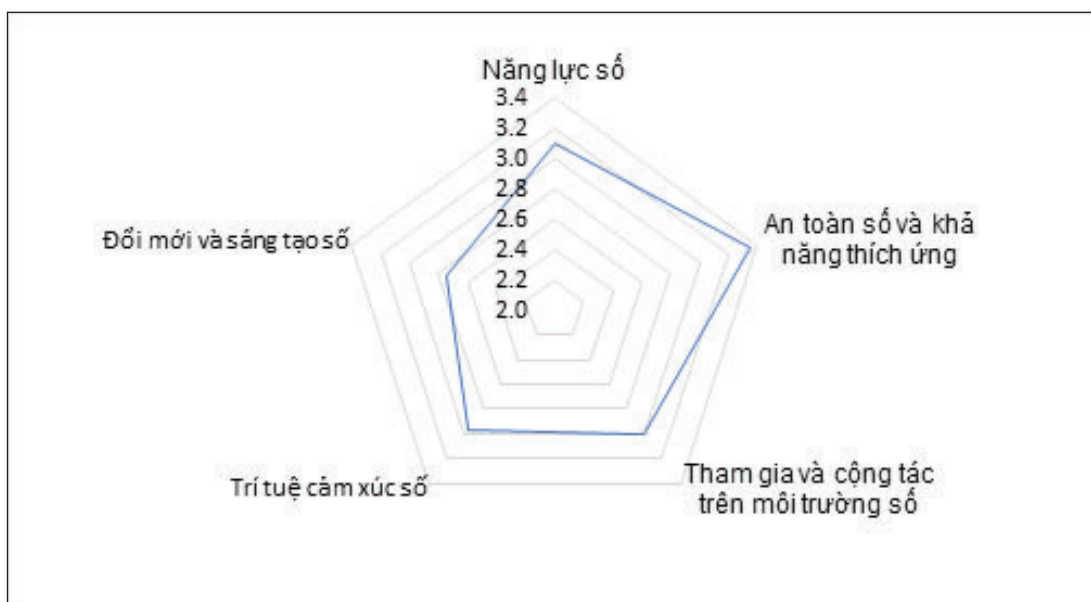 Năng lực số
3.4
3.2
3.0
2.8
2.6
2.4
2.2
2.0
An toàn số và khả
năng thích ứng
Đổi mới và sáng tạo số
Trí tuệ cảm xúc số
Tham gia và cộng tác
trên môi trường số